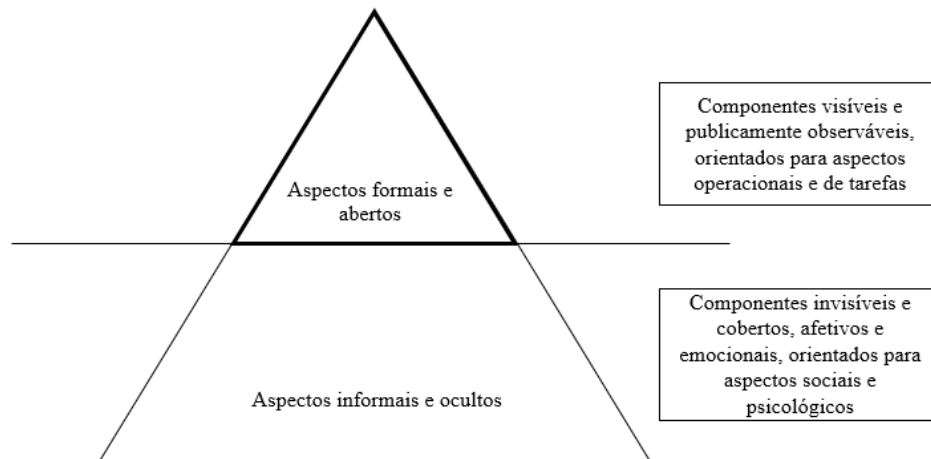 Componentes visíveis e
publicamente observáveis,
orientados para aspectos
operacionais e de tarefas
Aspectos formais e
abertos
Componentes invisíveis e
cobertos, afetivos e
emocionais, orientados para
aspectos sociais e
psicológicos
Aspectos informais e ocultos